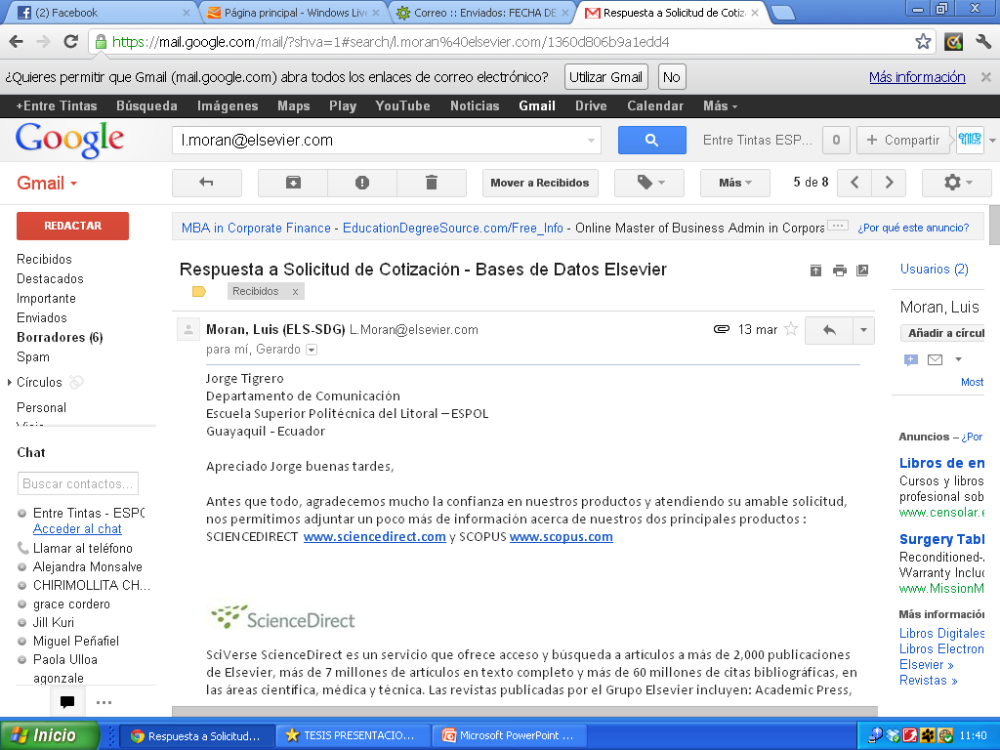 (2) Facebook
Página principal - Windows Live
Correo :: Enviados: FECHA DE
Respuesta a Solicitud de Cotiz
https://mail.google.com/mail/?shva=1#search/l.moran%40elsevier.com/1360d806b9a1edd4
¿Quieres permitir que Gmail (mail.google.com) abra todos los enlaces de correo electrónico? Utilizar Gmail No Más información
+Entre Tintas Búsqueda Imágenes Maps Play YouTube Noticias Gmail Drive Calendar Más
Google l.moran@elsevier.com Entre Tintas ESP... 0 + Compartir
Gmail Mover a Recibidos Más 5 de 8
REDACTAR
MBA in Corporate Finance - EducationDegreeSource.com/Free_Info - Online Master of Business Admin in Corpora ... ¿Por qué este anuncio?
Recibidos
Destacados
Importante
Enviados
Borradores (6)
Spam
Círculos
Personal
Chat
Buscar contactos...
Entre Tintas - ESPO
Acceder al chat
Llamar al teléfono
Alejandra Monsalve
CHIRIMOLLITA CH...
grace cordero
Jill Kuri
Miguel Peñafiel
Paola Ulloa
agonzale
Respuesta a Solicitud de Cotización - Bases de Datos Elsevier
Recibidos x
Moran, Luis (ELS-SDG) L.Moran@elsevier.com 13 mar
para mí, Gerardo
Jorge Tigrero
Departamento de Comunicación
Escuela Superior Politécnica del Litoral – ESPOL
Guayaquil - Ecuador
Apreciado Jorge buenas tardes,
Antes que todo, agradecemos mucho la confianza en nuestros productos y atendiendo su amable solicitud,
nos permitimos adjuntar un poco más de información acerca de nuestros dos principales productos :
SCIENCEDIRECT www.sciencedirect.com y SCOPUS www.scopus.com
ScienceDirect
SciVerse ScienceDirect es un servicio que ofrece acceso y búsqueda a artículos a más de 2,000 publicaciones
de Elsevier, más de 7 millones de artículos en texto completo y más de 60 millones de citas bibliográficas, en
las áreas científica, médica y técnica. Las revistas publicadas por el Grupo Elsevier incluyen: Academic Press,
Usuarios (2)
Moran, Luis
Añadir a círcul
Most
Anuncios – ¿Por
Libros de en
Cursos y libros
profesional sob
www.censolar.e
Surgery Tabl
Reconditioned-
Warranty Includ
www.MissionM
Más informació
Libros Digitales
Libros Electron
Elsevier »
Revistas »
Inicio
Respuesta a Solicitud...
TESIS PRESENTACIO...
Microsoft PowerPoint ...
11:40